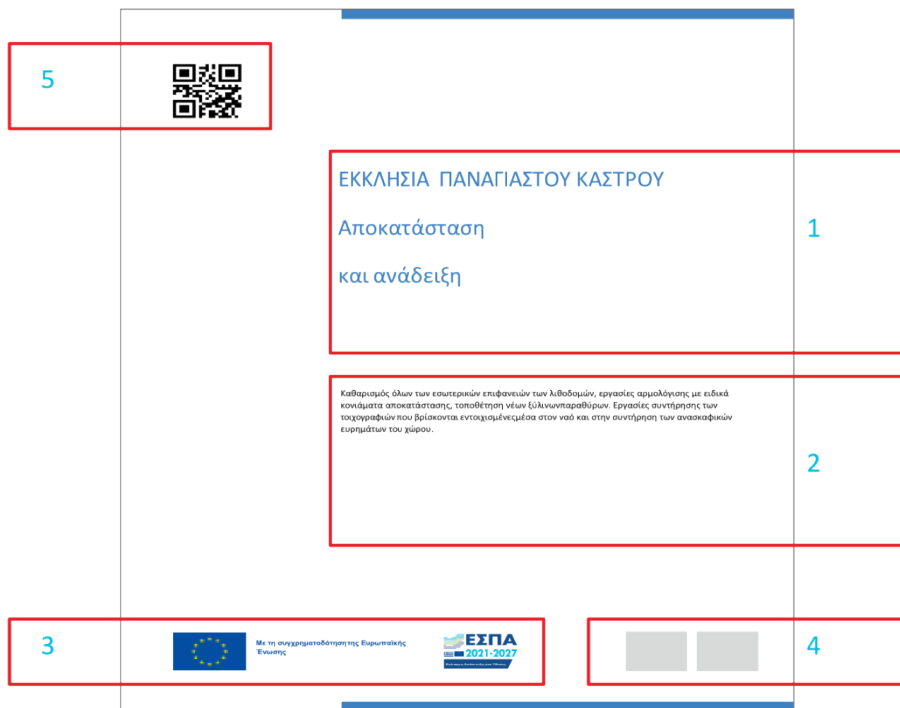 5
ΕΚΚΛΗΣΙΑ ΠΑΝΑΓΙΑΣΤΟΥ ΚΑΣΤΡΟΥ
Αποκατάσταση
1
και ανάδειξη
Καθαρισμός όλων των εσωτερικών επιφανειών των λιθοδομών, εργασίες αρμολόγισης με ειδικά
κονιάματα αποκατάστασης, τοποθέτηση νέων ξύλινωνπαραθύρων. Εργασίες συντήρησης των
τοιχογραφιών που βρίσκονται εντοιχισμένεςμέσα στον ναό και στην συντήρηση των ανασκαφικών
ευρημάτων του χώρου.
2
3
Με τη συγχρηματοδότηση της Ευρωπαϊκής
Ένωσης
ΕΣΠΑ
2021-2027
4